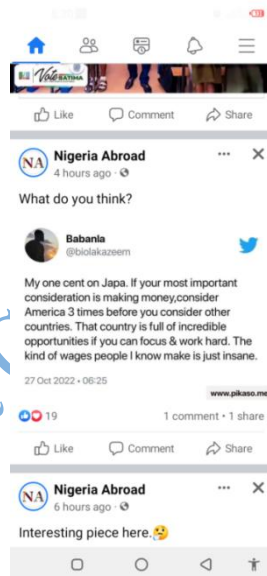 Vote BATIMA
Like Comment Share
NA Nigeria Abroad
4 hours ago
What do you think?
Babanla
@biolakazeem
My one cent on Japa. If your most important
consideration is making money,consider
America 3 times before you consider other
countries. That country is full of incredible
opportunities if you can focus & work hard. The
kind of wages people I know make is just insane.
27 Oct 2022 • 06:25
www.pikaso.me
19 1 comment • 1 share
Like Comment Share
NA Nigeria Abroad
6 hours ago
Interesting piece here.🤔